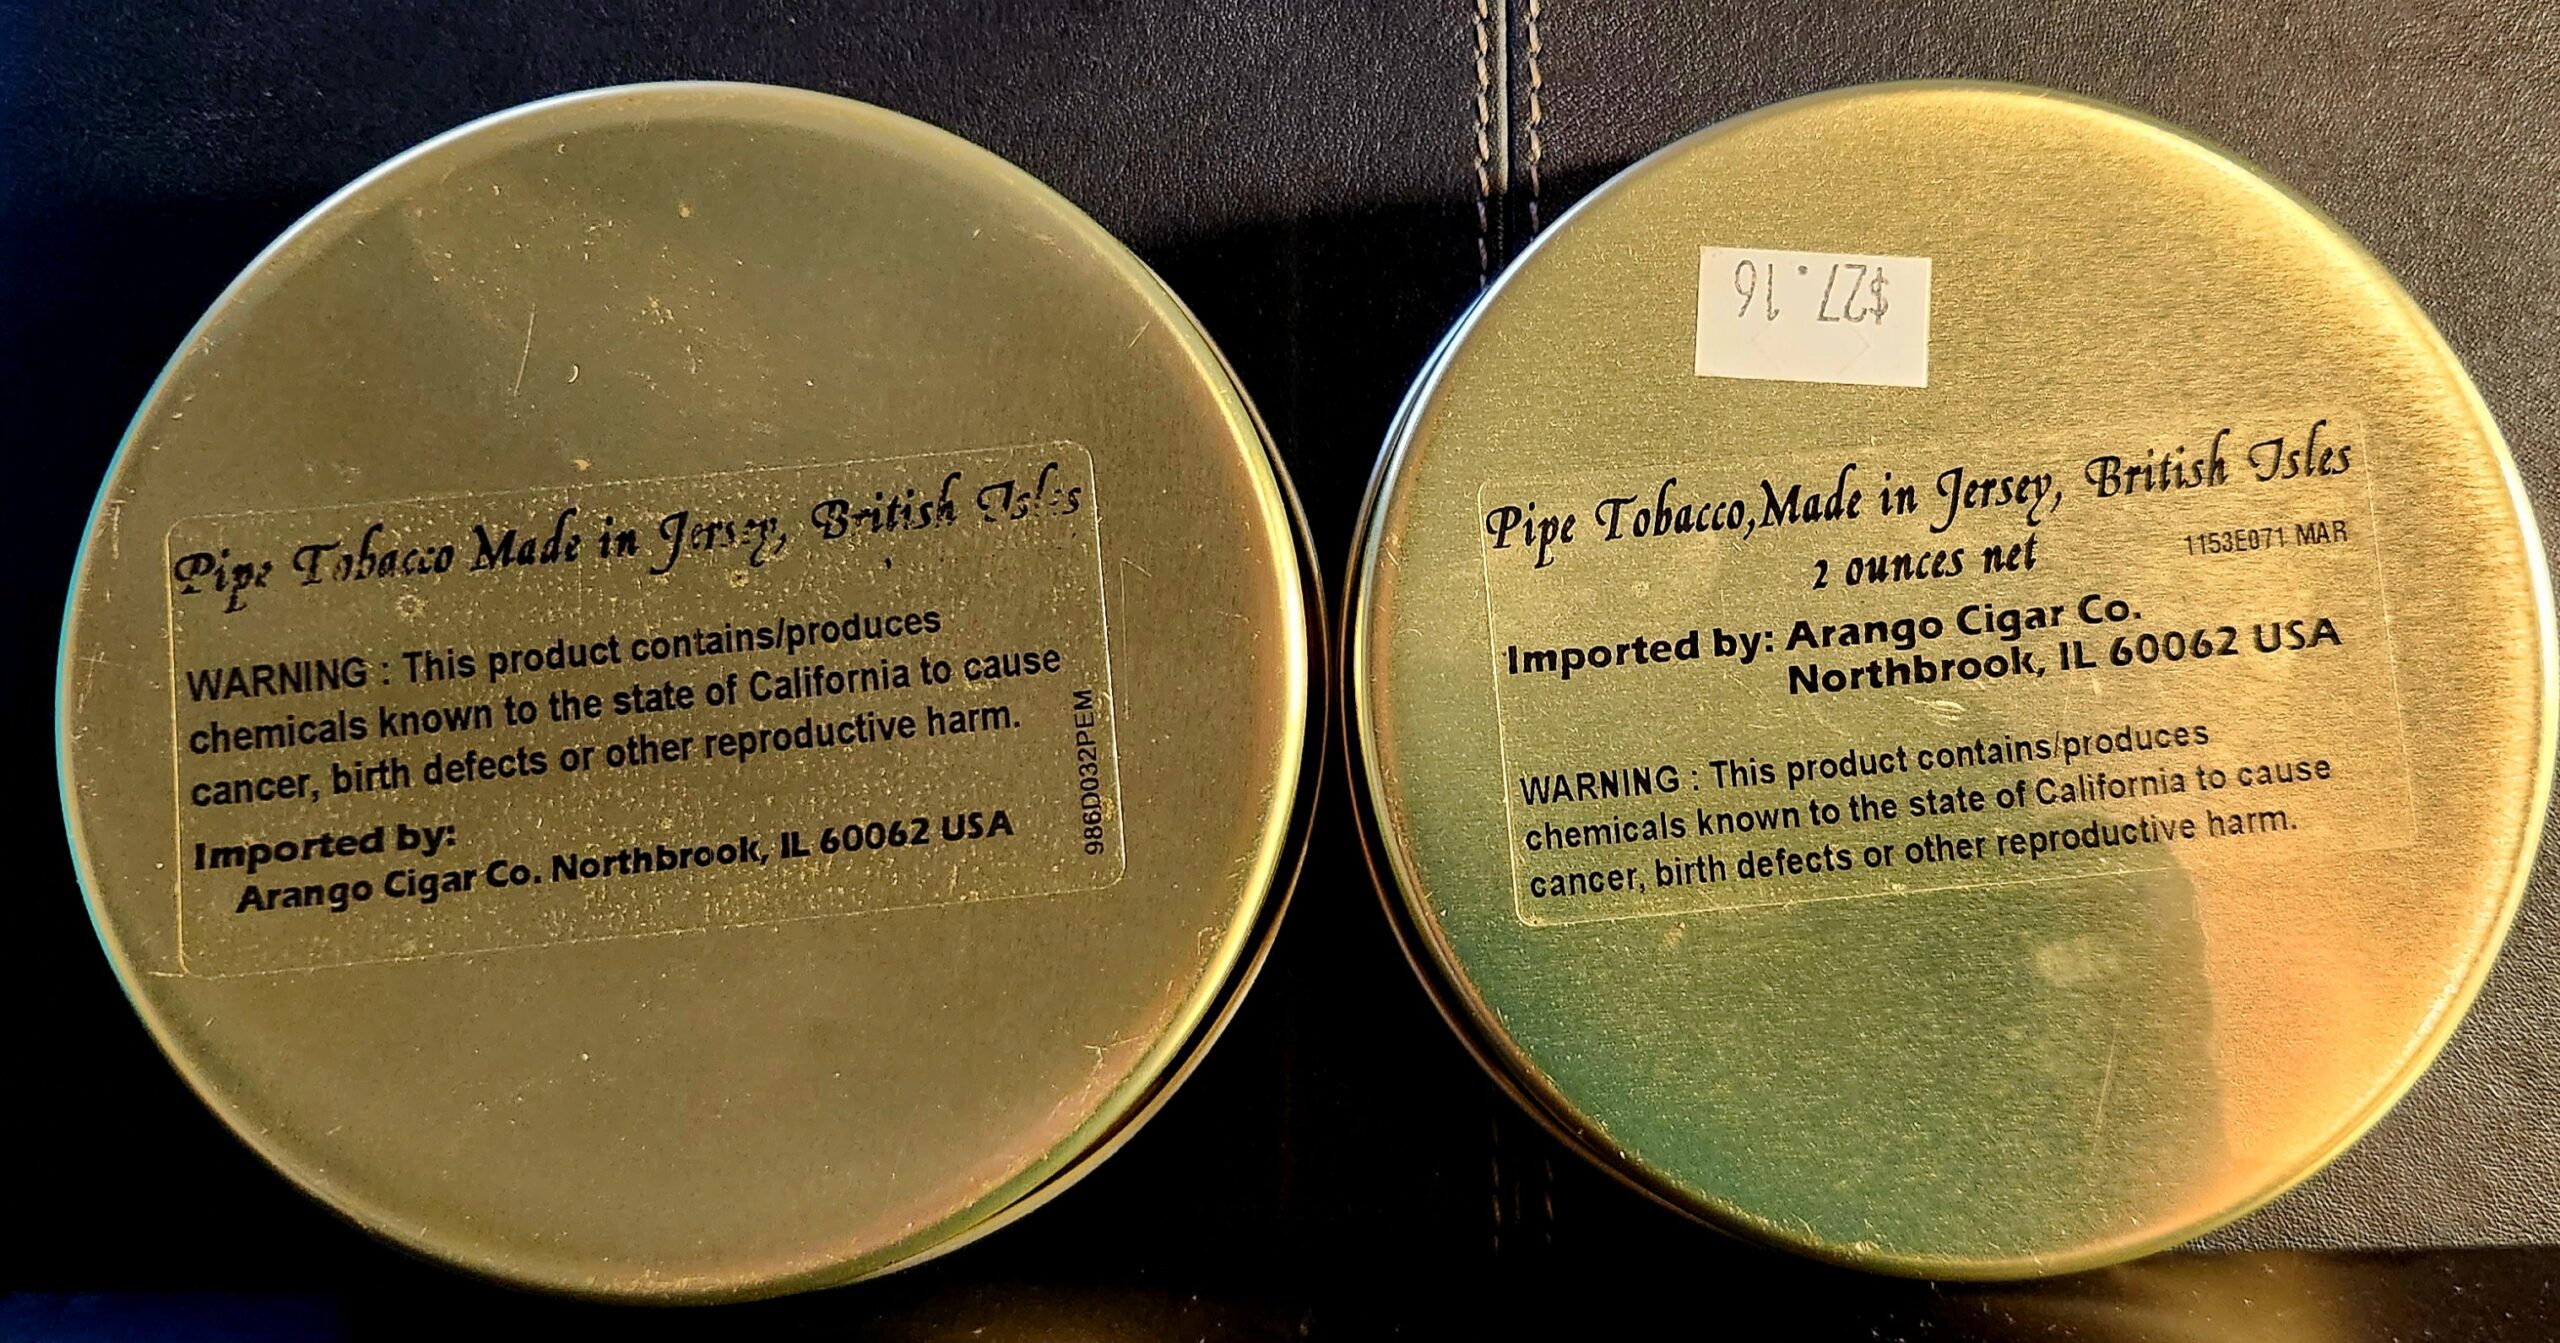 Pipe Tobacco Made in Jersey, British Isles
WARNING : This product contains/produces
chemicals known to the state of California to cause
cancer, birth defects or other reproductive harm.
Imported by:
Arango Cigar Co. Northbrook, IL 60062 USA
986D032PEM
$27.16
Pipe Tobacco,Made in Jersey, British Isles
2 ounces net
1153E071 MAR
Imported by: Arango Cigar Co.
Northbrook, IL 60062 USA
WARNING : This product contains/produces
chemicals known to the state of California to cause
cancer, birth defects or other reproductive harm.